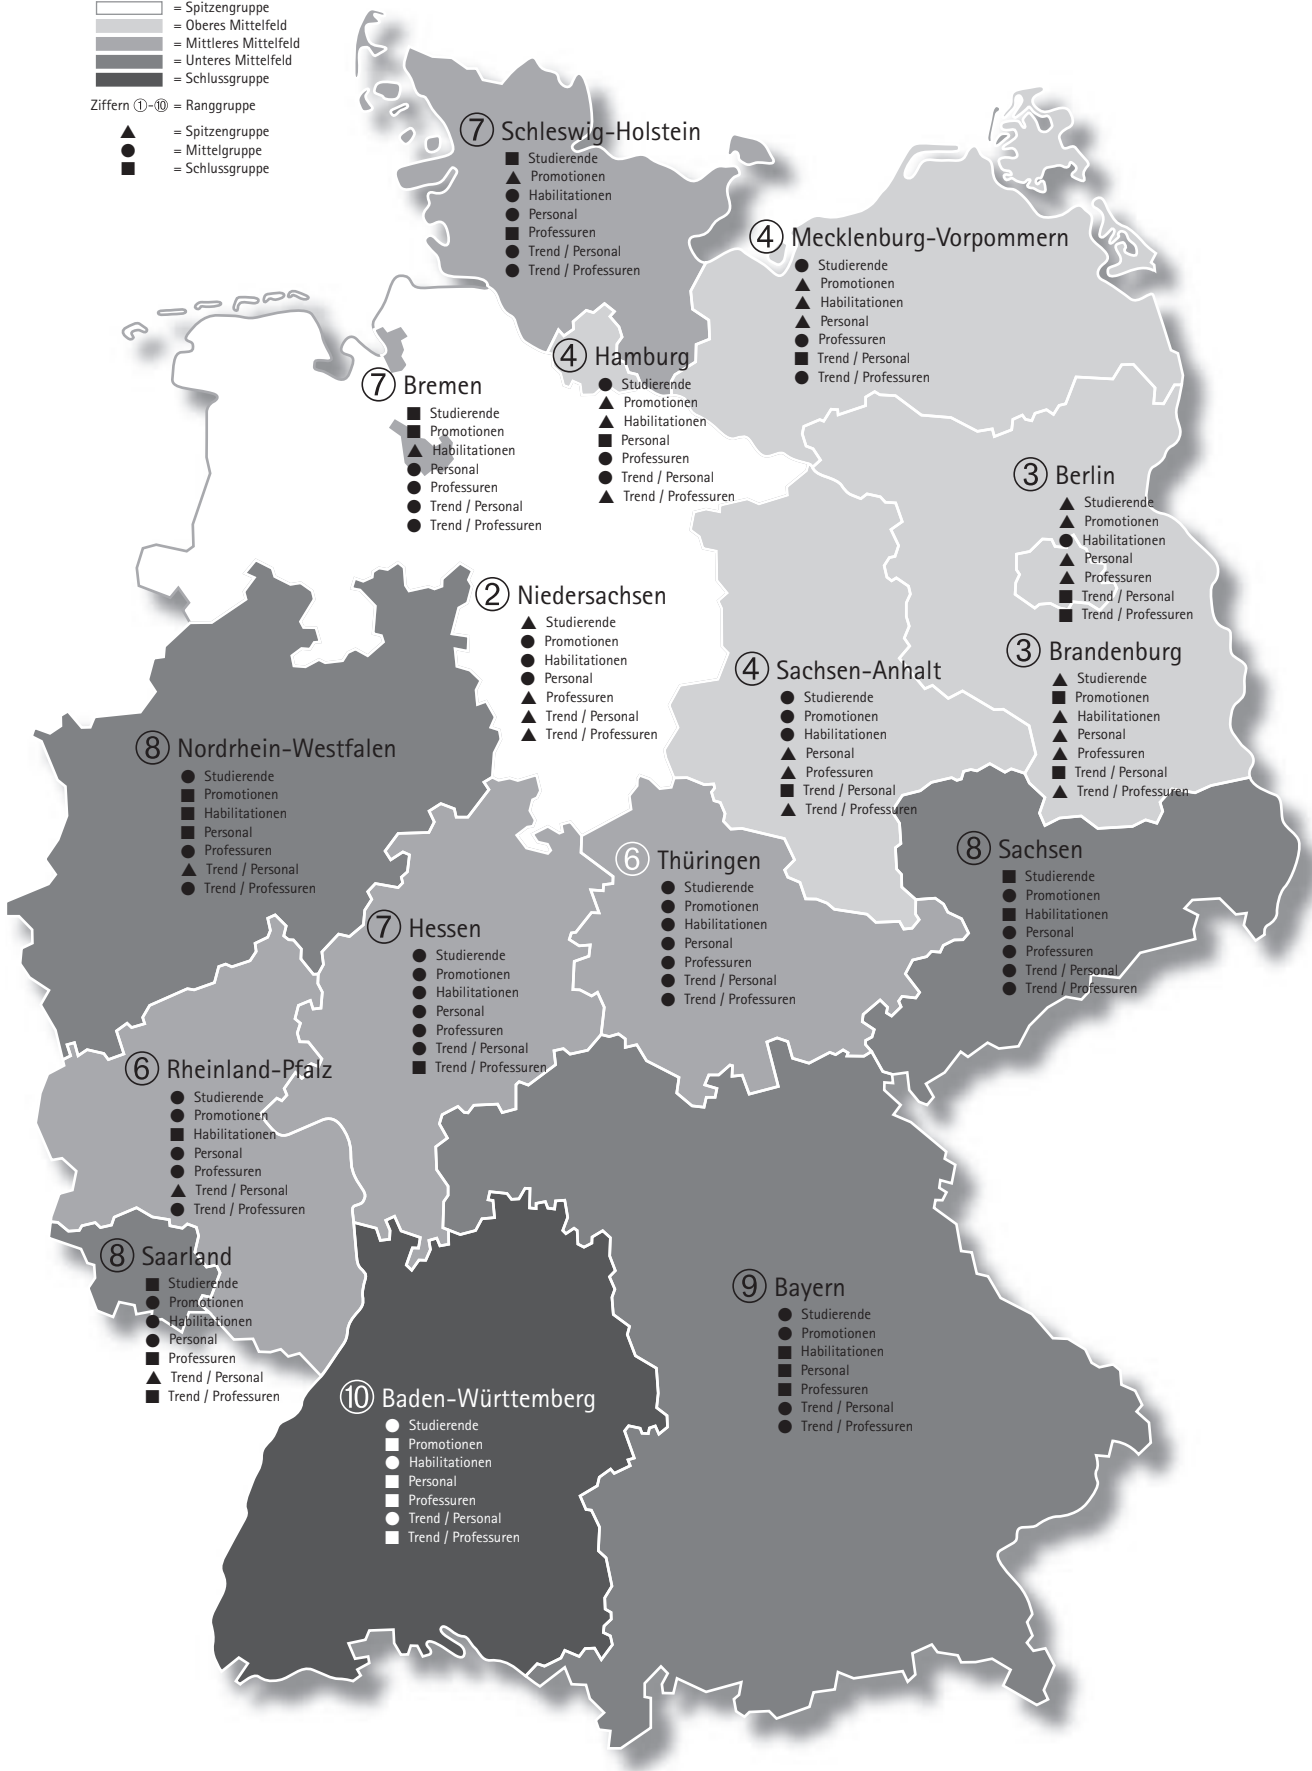 = Spitzengruppe
= Oberes Mittelfeld
= Mittleres Mittelfeld
= Unteres Mittelfeld
= Schlussgruppe
Ziffern ①-⑩ = Ranggruppe
▲ = Spitzengruppe
● = Mittelgruppe
■ = Schlussgruppe
⑦ Schleswig-Holstein
■ Studierende
▲ Promotionen
● Habilitationen
● Personal
■ Professuren
● Trend / Personal
● Trend / Professuren
④ Mecklenburg-Vorpommern
● Studierende
▲ Promotionen
▲ Habilitationen
▲ Personal
● Professuren
■ Trend / Personal
● Trend / Professuren
④ Hamburg
● Studierende
▲ Promotionen
▲ Habilitationen
■ Personal
● Professuren
● Trend / Personal
▲ Trend / Professuren
⑦ Bremen
■ Studierende
■ Promotionen
▲ Habilitationen
● Personal
● Professuren
● Trend / Personal
● Trend / Professuren
③ Berlin
▲ Studierende
▲ Promotionen
● Habilitationen
▲ Personal
▲ Professuren
■ Trend / Personal
■ Trend / Professuren
② Niedersachsen
▲ Studierende
● Promotionen
● Habilitationen
● Personal
▲ Professuren
▲ Trend / Personal
▲ Trend / Professuren
③ Brandenburg
▲ Studierende
■ Promotionen
▲ Habilitationen
▲ Personal
▲ Professuren
■ Trend / Personal
▲ Trend / Professuren
④ Sachsen-Anhalt
● Studierende
● Promotionen
● Habilitationen
▲ Personal
▲ Professuren
■ Trend / Personal
▲ Trend / Professuren
⑧ Nordrhein-Westfalen
● Studierende
■ Promotionen
■ Habilitationen
■ Personal
● Professuren
▲ Trend / Personal
● Trend / Professuren
⑧ Sachsen
■ Studierende
● Promotionen
■ Habilitationen
● Personal
● Professuren
● Trend / Personal
● Trend / Professuren
⑥ Thüringen
● Studierende
● Promotionen
● Habilitationen
● Personal
● Professuren
● Trend / Personal
● Trend / Professuren
⑦ Hessen
● Studierende
● Promotionen
● Habilitationen
● Personal
● Professuren
● Trend / Personal
■ Trend / Professuren
⑥ Rheinland-Pfalz
● Studierende
● Promotionen
■ Habilitationen
● Personal
● Professuren
▲ Trend / Personal
● Trend / Professuren
⑧ Saarland
■ Studierende
● Promotionen
● Habilitationen
● Personal
■ Professuren
▲ Trend / Personal
■ Trend / Professuren
⑨ Bayern
● Studierende
● Promotionen
■ Habilitationen
■ Personal
■ Professuren
● Trend / Personal
● Trend / Professuren
⑩ Baden-Württemberg
● Studierende
■ Promotionen
● Habilitationen
■ Personal
■ Professuren
● Trend / Personal
■ Trend / Professuren